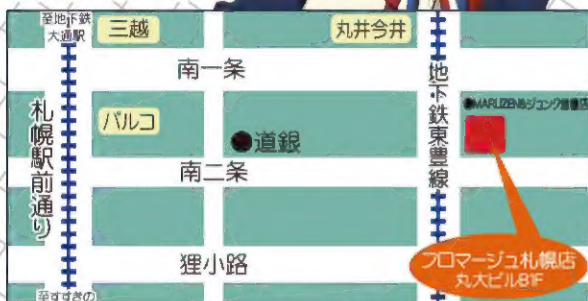 至地下鉄
大通駅
三越
丸井今井
南一条
札幌駅前通り
パルコ
●道銀
地下鉄東豊線
●MARUZEN&ジュンク堂書店
南二条
狸小路
フロマージュ札幌店
丸大ビルB1F
至すすきの